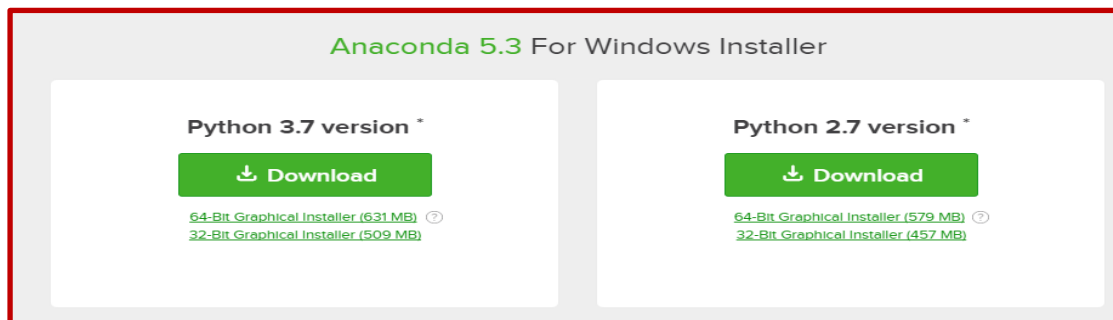 Anaconda 5.3 For Windows Installer
Python 3.7 version *
Download
64-Bit Graphical Installer (631 MB) ?
32-Bit Graphical Installer (509 MB)
Python 2.7 version *
Download
64-Bit Graphical Installer (579 MB) ?
32-Bit Graphical Installer (457 MB)